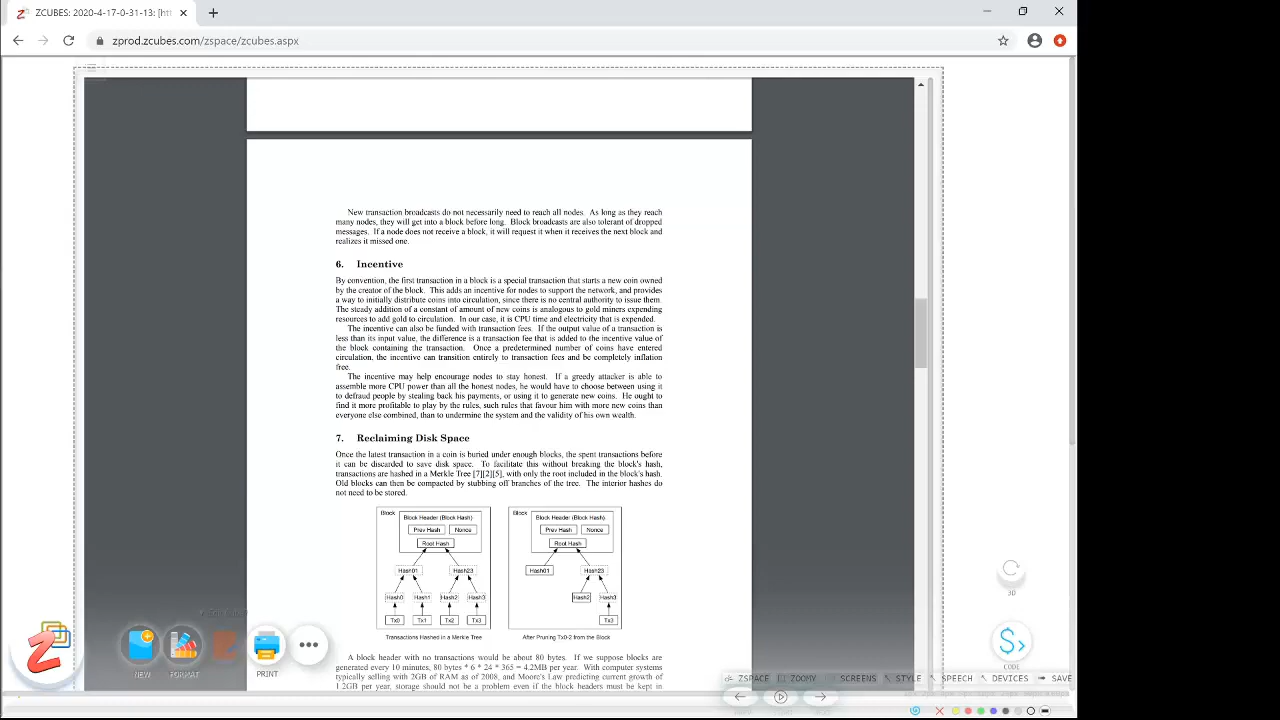 ZCUBES: 2020-4-17-0-31-13: [ht
zprod.zcubes.com/zspace/zcubes.aspx
New transaction broadcasts do not necessarily need to reach all nodes. As long as they reach
many nodes, they will get into a block before long. Block broadcasts are also tolerant of dropped
messages. If a node does not receive a block, it will request it when it receives the next block and
realizes it missed one.
6. Incentive
By convention, the first transaction in a block is a special transaction that starts a new coin owned
by the creator of the block. This adds an incentive for nodes to support the network, and provides
a way to initially distribute coins into circulation, since there is no central authority to issue them.
The steady addition of a constant of amount of new coins is analogous to gold miners expending
resources to add gold to circulation. In our case, it is CPU time and electricity that is expended.
The incentive can also be funded with transaction fees. If the output value of a transaction is
less than its input value, the difference is a transaction fee that is added to the incentive value of
the block containing the transaction. Once a predetermined number of coins have entered
circulation, the incentive can transition entirely to transaction fees and be completely inflation
free.
The incentive may help encourage nodes to stay honest. If a greedy attacker is able to
assemble more CPU power than all the honest nodes, he would have to choose between using it
to defraud people by stealing back his payments, or using it to generate new coins. He ought to
find it more profitable to play by the rules, such rules that favour him with more new coins than
everyone else combined, than to undermine the system and the validity of his own wealth.
7. Reclaiming Disk Space
Once the latest transaction in a coin is buried under enough blocks, the spent transactions before
it can be discarded to save disk space. To facilitate this without breaking the block's hash,
transactions are hashed in a Merkle Tree [7][2][5], with only the root included in the block's hash.
Old blocks can then be compacted by stubbing off branches of the tree. The interior hashes do
not need to be stored.
Block
Block Header (Block Hash)
Prev Hash Nonce
Root Hash
Hash01 Hash23
Hash0 Hash1 Hash2 Hash3
Tx0 Tx1 Tx2 Tx3
Transactions Hashed in a Merkle Tree
Block
Block Header (Block Hash)
Prev Hash Nonce
Root Hash
Hash01 Hash23
Hash2 Hash3
Tx3
After Pruning Tx0-2 from the Block
A block header with no transactions would be about 80 bytes. If we suppose blocks are
generated every 10 minutes, 80 bytes * 6 * 24 * 365 = 4.2MB per year. With computer systems
typically selling with 2GB of RAM as of 2008, and Moore's Law predicting current growth of
1.2GB per year, storage should not be a problem even if the block headers must be kept in
3D
CODE
NEW FORMAT PRINT
ZSPACE ZOOMY SCREENS STYLE SPEECH DEVICES SAVE